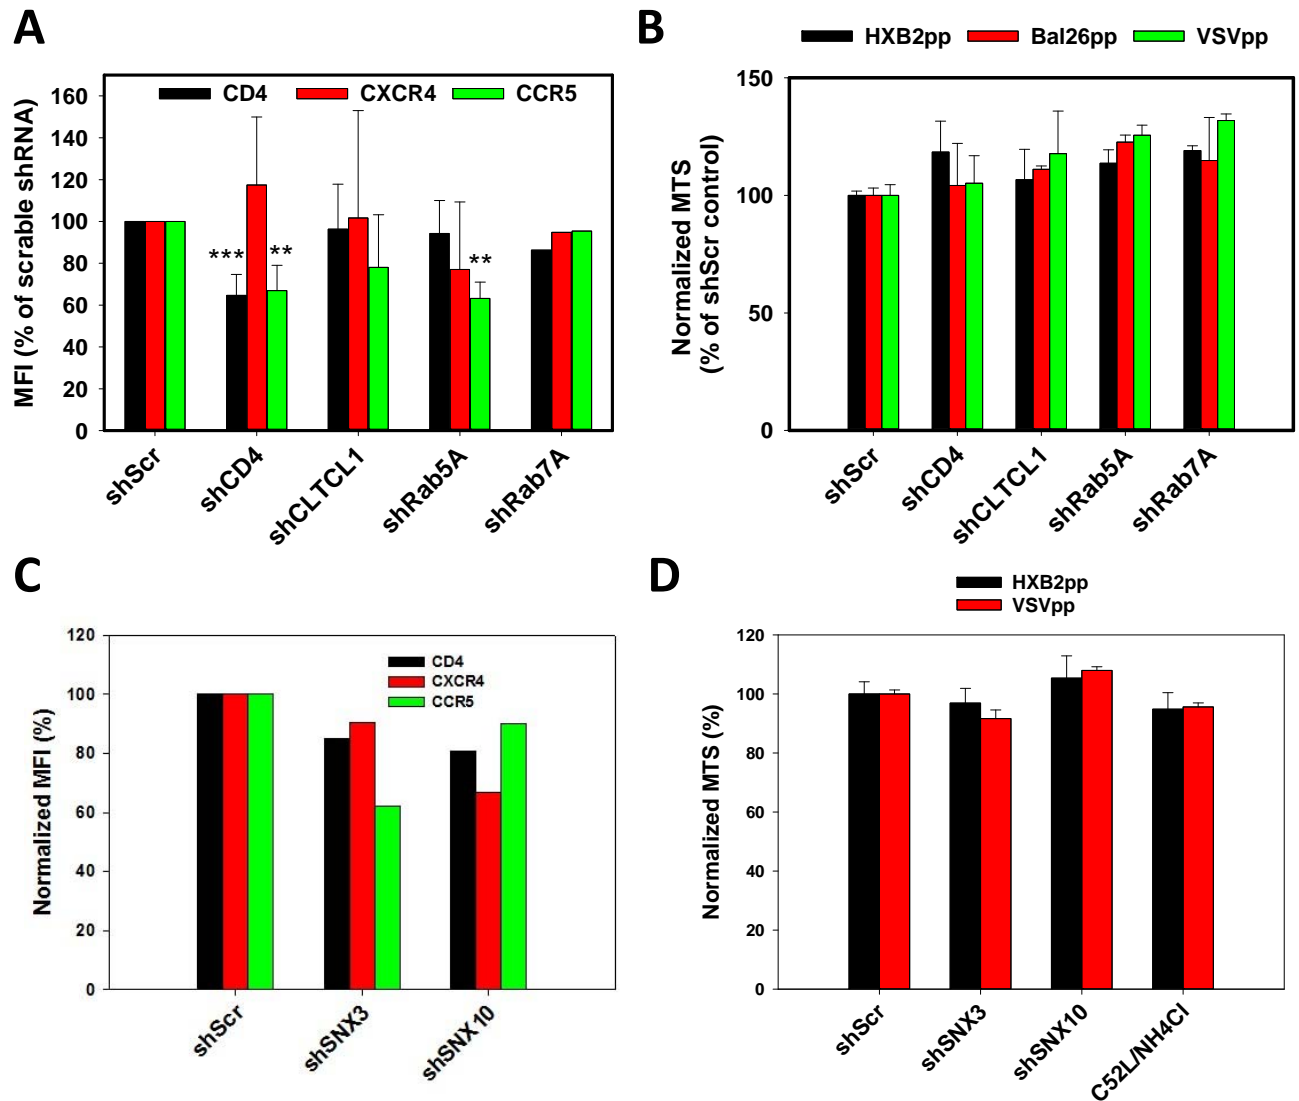 A
CD4 CXCR4 CCR5
MFI (% of scrable shRNA)
160
140
120
100
80
60
40
20
0
*** ** **
shScr shCD4 shCLTCL1 shRab5A shRab7A
B
HXB2pp Bal26pp VSVpp
Normalized MTS
(% of shScr control)
150
100
50
0
shScr shCD4 shCLTCL1 shRab5A shRab7A
C
CD4
CXCR4
CCR5
Normalized MFI (%)
120
100
80
60
40
20
0
shScr shSNX3 shSNX10
D
HXB2pp
VSVpp
Normalized MTS (%)
120
100
80
60
40
20
0
shScr shSNX3 shSNX10 C52L/NH4Cl